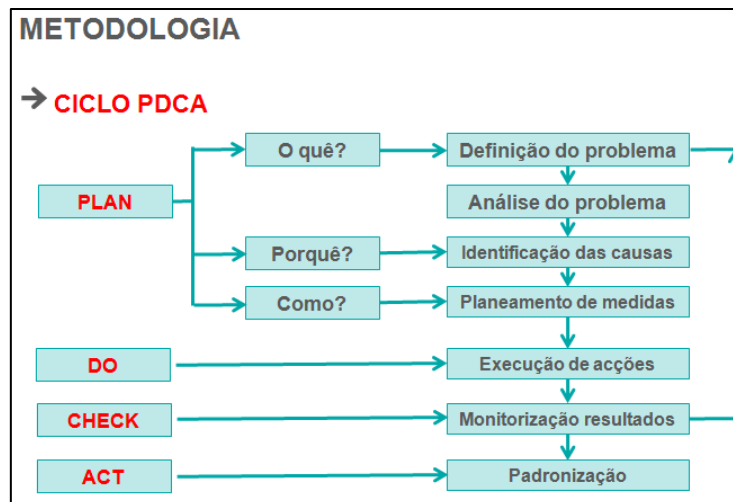 METODOLOGIA
→ CICLO PDCA
O quê?
Definição do problema
PLAN
Análise do problema
Porquê?
Identificação das causas
Como?
Planeamento de medidas
DO
Execução de acções
CHECK
Monitorização resultados
ACT
Padronização